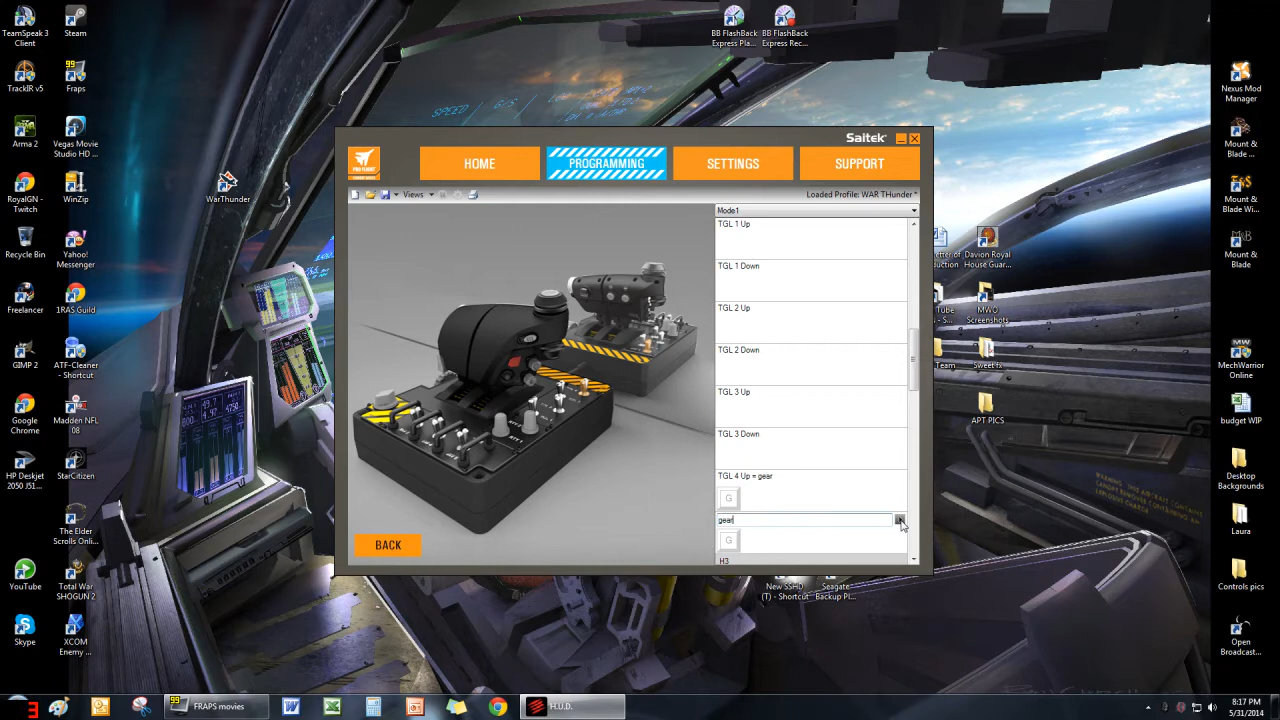 TeamSpeak 3
Client
Steam
TrackIR v5
Fraps
Arma 2
Vegas Movie
Studio HD ...
RoyalGN -
Twitch
WinZip
Recycle Bin
Yahoo!
Messenger
Freelancer
1RAS Guild
GIMP 2
ATF-Cleaner
- Shortcut
Google
Chrome
Madden NFL
08
HP Deskjet
2050 J51...
StarCitizen
The Elder
Scrolls Onli...
YouTube
Total War
SHOGUN 2
Skype
XCOM
Enemy ...
WarThunder
BB FlashBack
Express Pla...
BB FlashBack
Express Rec...
SPEED
Saitek
HOME
PROGRAMMING
SETTINGS
SUPPORT
PRO FLIGHT
Views
Loaded Profile: WAR THunder *
Mode1
TGL 1 Up
TGL 1 Down
TGL 2 Up
TGL 2 Down
TGL 3 Up
TGL 3 Down
TGL 4 Up = gear
G
gear
G
H3
BACK
Davion Royal
House Guar...
MWO
Screenshots
Sweet fx
APT PICS
New SSHD
(T) - Shortcut
Seagate
Backup Pl...
Nexus Mod
Manager
Mount &
Blade ...
Mount &
Blade Wi...
Mount &
Blade
MechWarrior
Online
budget WIP
Desktop
Backgrounds
Laura
Controls pics
Open
Broadcast...
3
99
FRAPS movies
H.U.D.
8:17 PM
5/31/2014